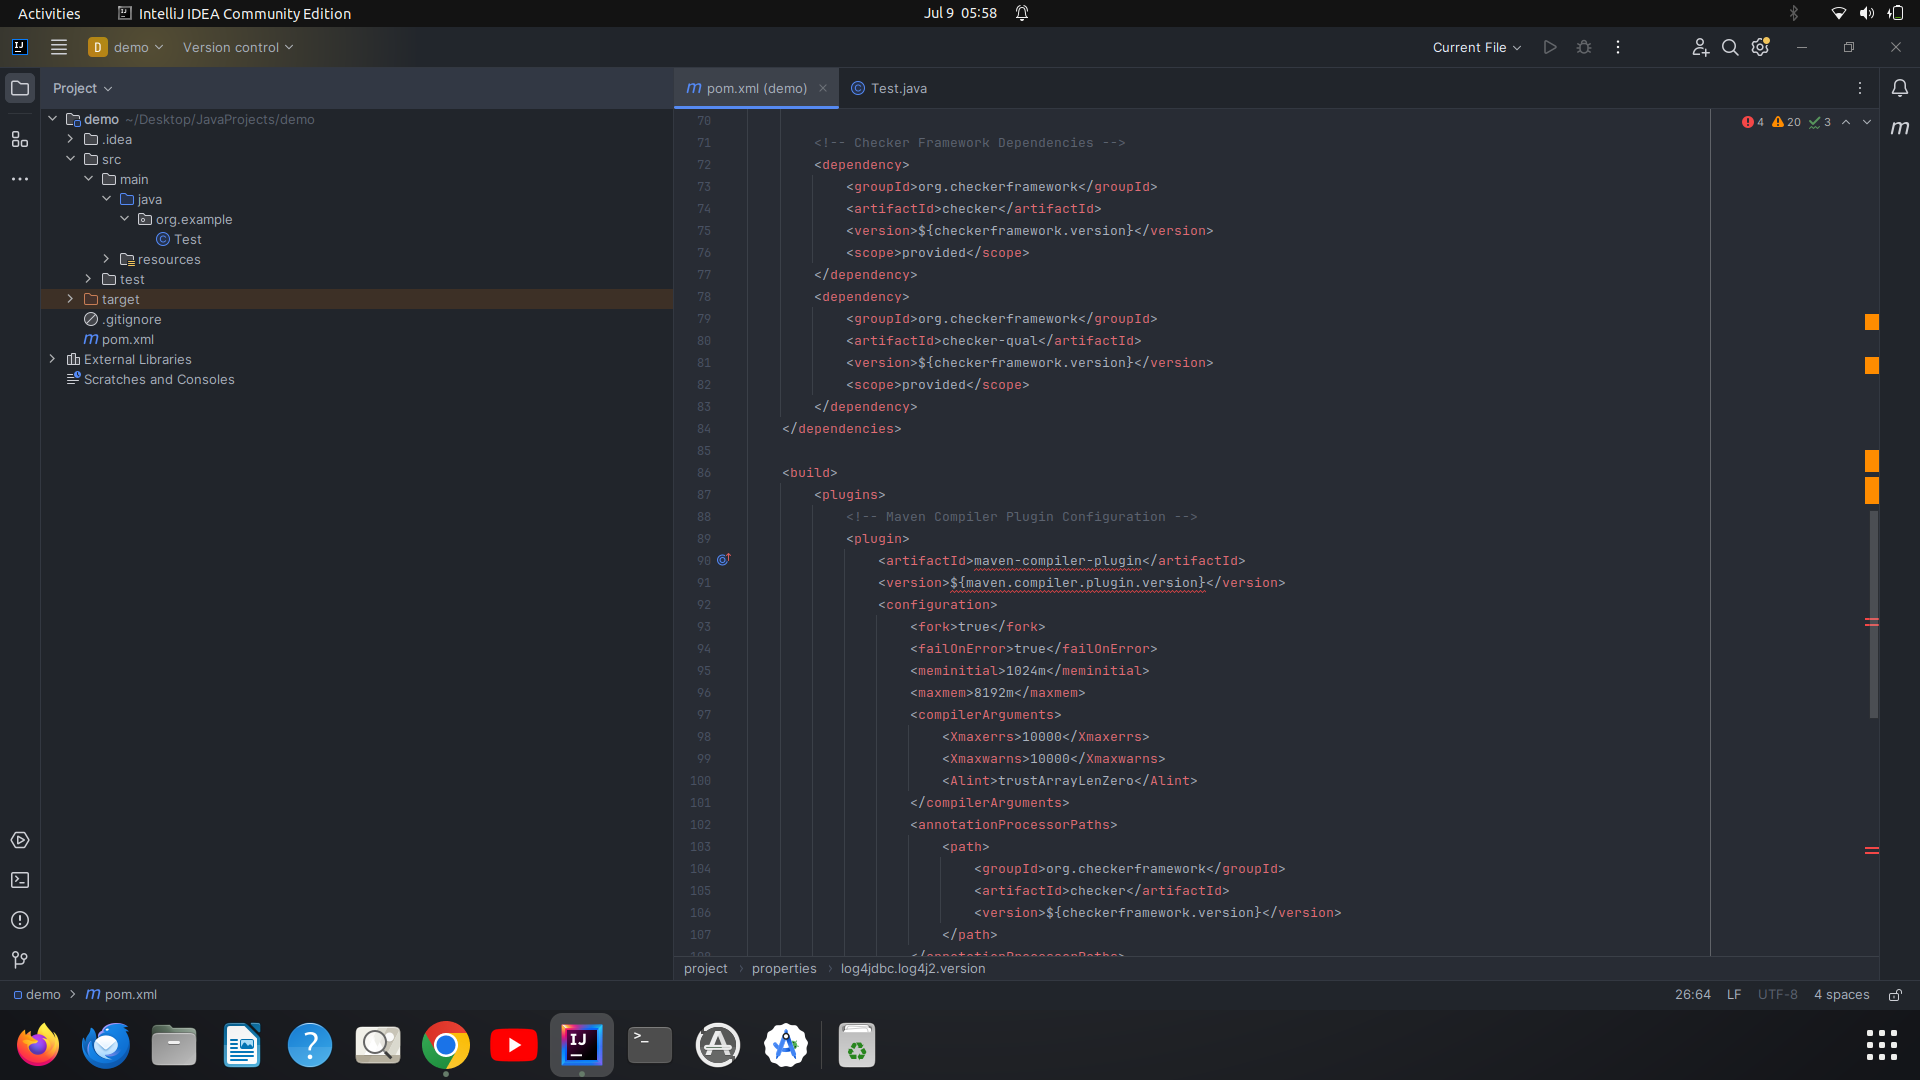 Activities
IntelliJ IDEA Community Edition
Jul 9 05:58
D demo
Version control
Current File
Project
pom.xml (demo)
Test.java
demo ~/Desktop/JavaProjects/demo
.idea
src
main
java
org.example
Test
resources
test
target
.gitignore
pom.xml
External Libraries
Scratches and Consoles
4 20 3
70
71 <!-- Checker Framework Dependencies -->
72 <dependency>
73 <groupId>org.checkerframework</groupId>
74 <artifactId>checker</artifactId>
75 <version>${checkerframework.version}</version>
76 <scope>provided</scope>
77 </dependency>
78 <dependency>
79 <groupId>org.checkerframework</groupId>
80 <artifactId>checker-qual</artifactId>
81 <version>${checkerframework.version}</version>
82 <scope>provided</scope>
83 </dependency>
84 </dependencies>
85
86 <build>
87 <plugins>
88 <!-- Maven Compiler Plugin Configuration -->
89 <plugin>
90 <artifactId>maven-compiler-plugin</artifactId>
91 <version>${maven.compiler.plugin.version}</version>
92 <configuration>
93 <fork>true</fork>
94 <failOnError>true</failOnError>
95 <meminitial>1024m</meminitial>
96 <maxmem>8192m</maxmem>
97 <compilerArguments>
98 <Xmaxerrs>10000</Xmaxerrs>
99 <Xmaxwarns>10000</Xmaxwarns>
100 <Alint>trustArrayLenZero</Alint>
101 </compilerArguments>
102 <annotationProcessorPaths>
103 <path>
104 <groupId>org.checkerframework</groupId>
105 <artifactId>checker</artifactId>
106 <version>${checkerframework.version}</version>
107 </path>
108 </annotationProcessorPaths>
project › properties › log4jdbc.log4j2.version
demo > pom.xml
26:64 LF UTF-8 4 spaces